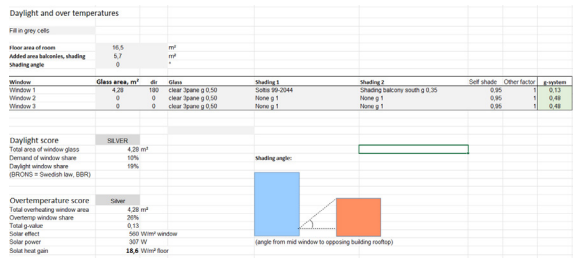 Daylight and over temperatures
Fill in grey cells
Floor area of room 16,5 m²
Added area balconies, shading 5,7 m²
Shading angle 0 °
Window Glass area, m² dir Glass Shading 1 Shading 2 Self shade Other factor g-system
Window 1 4,28 180 clear 3pane g 0,50 Soltis 99-2044 Shading balcony south g 0,35 0,95 1 0,13
Window 2 0 0 clear 3pane g 0,50 None g 1 None g 1 0,95 1 0,48
Window 3 0 0 clear 3pane g 0,50 None g 1 None g 1 0,95 1 0,48
Daylight score SILVER
Total area of window glass 4,28 m²
Demand of window share 10% Shading angle:
Daylight window share 19%
(BRONS = Swedish law, BBR)
Overtemperature score Silver
Total overheating window area 4,28 m²
Overtemp window share 26%
Total g-value 0,13
Solar effect 560 W/m² window
Solar power 307 W (angle from mid window to opposing building rooftop)
Solat heat gain 18,6 W/m² floor